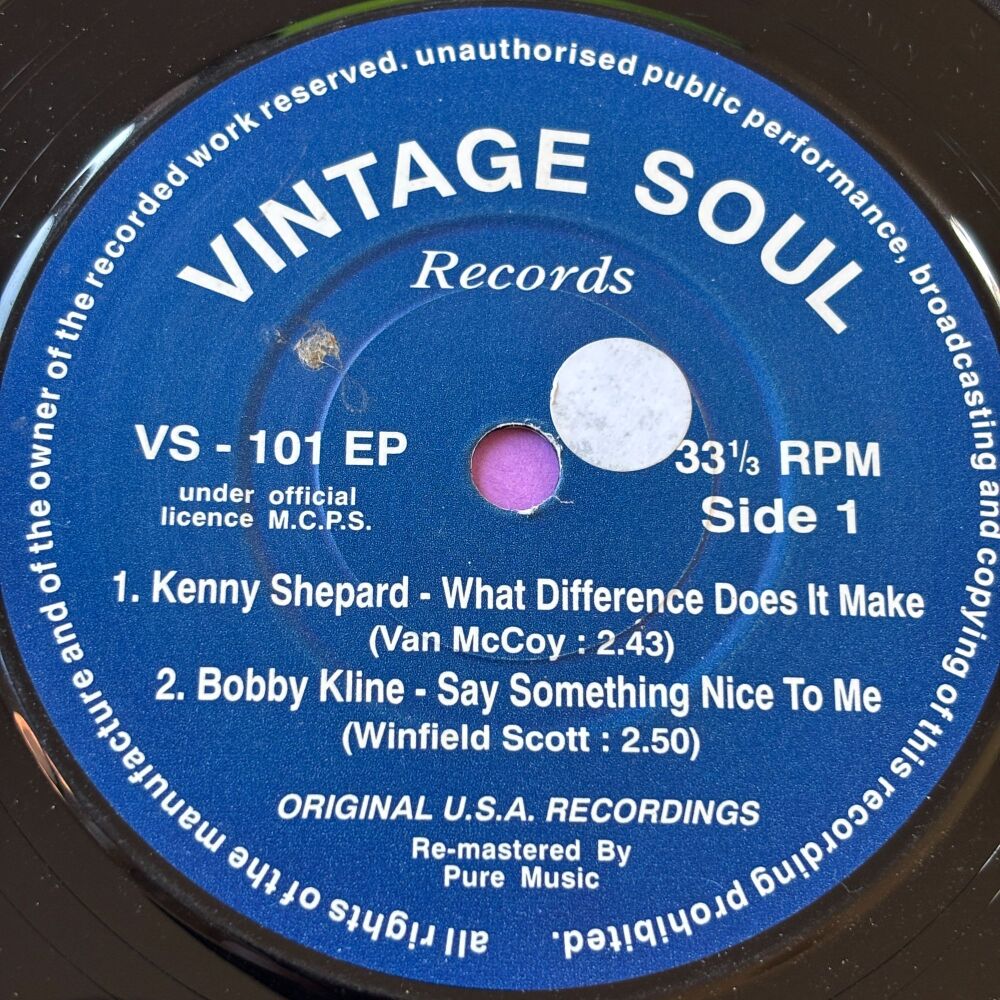 all rights of the manufacture and of the owner of the recorded work reserved. unauthorised public performance, broadcasting and copying of this recording prohibited.
VINTAGE SOUL
Records
VS - 101 EP
under official
licence M.C.P.S.
33⅓ RPM
Side 1
1. Kenny Shepard - What Difference Does It Make
(Van McCoy : 2.43)
2. Bobby Kline - Say Something Nice To Me
(Winfield Scott : 2.50)
ORIGINAL U.S.A. RECORDINGS
Re-mastered By
Pure Music